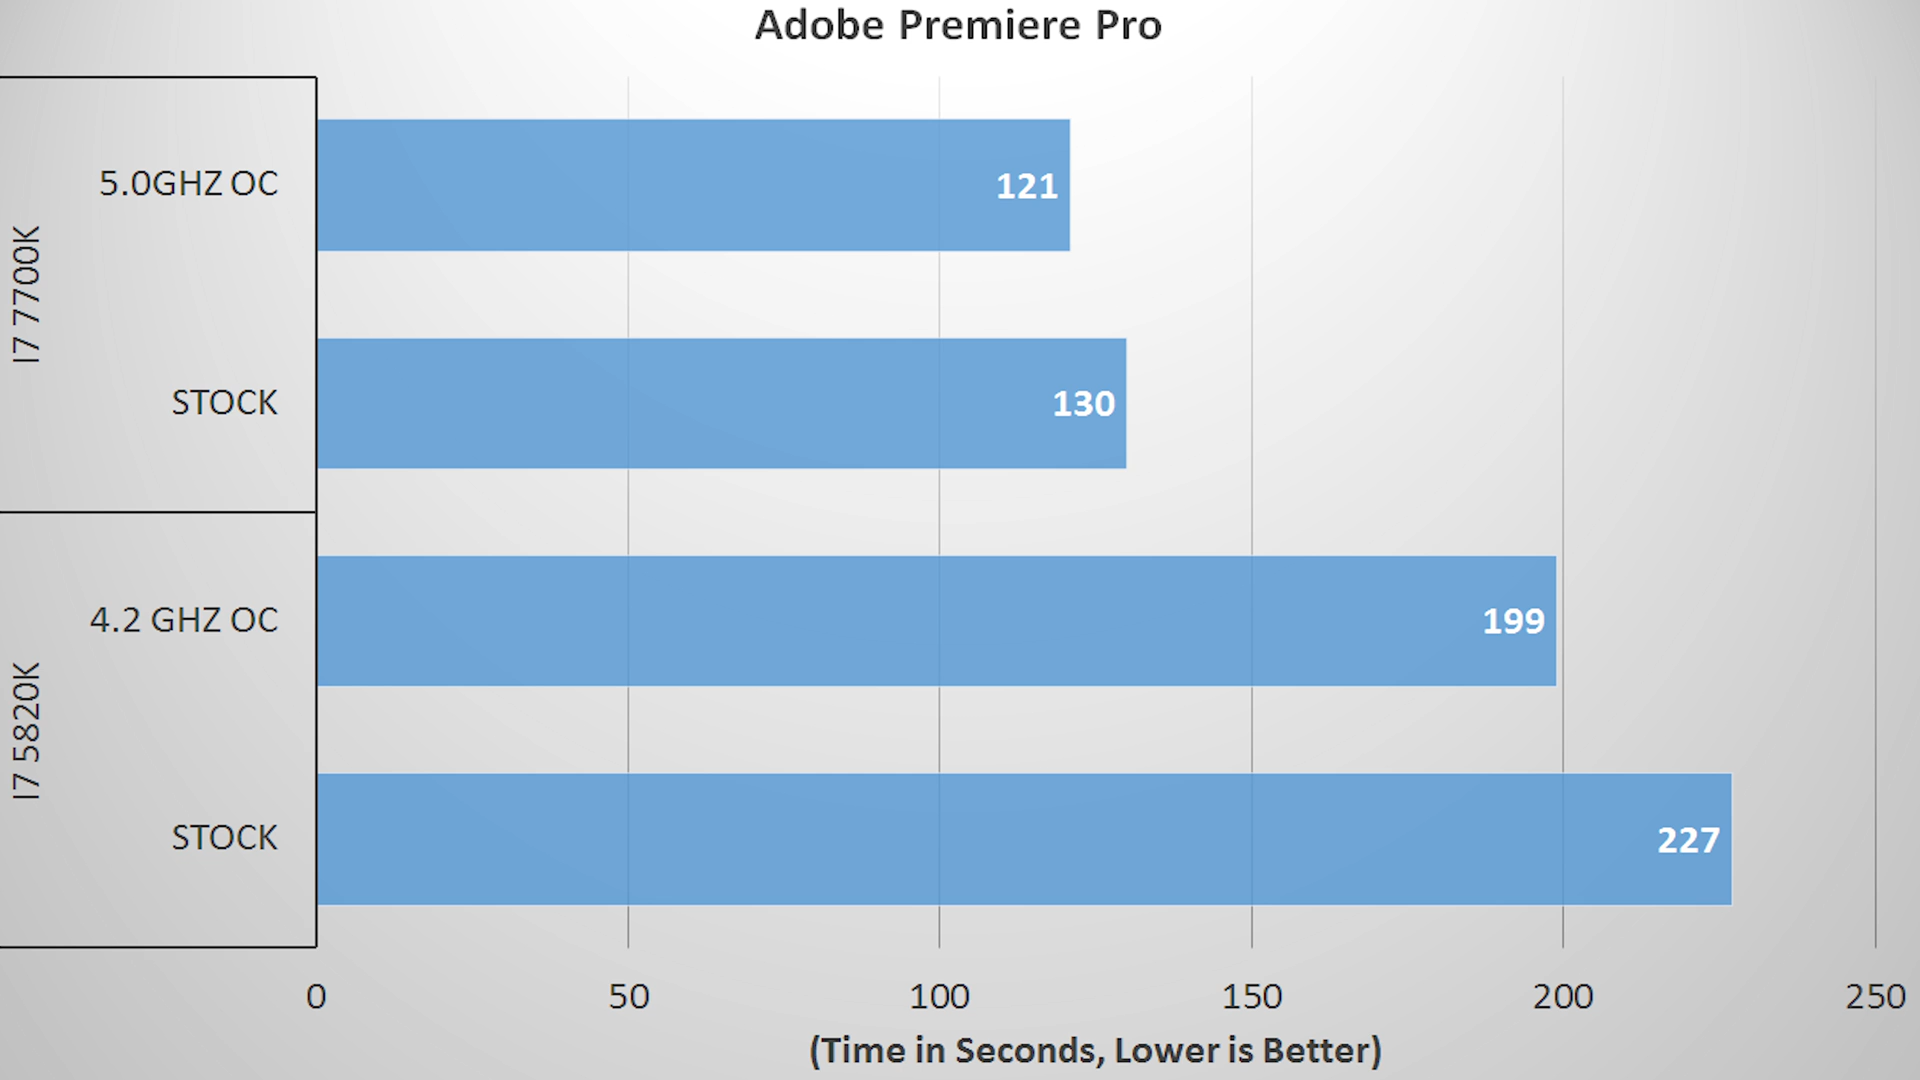 Adobe Premiere Pro
I7 7700K
5.0GHZ OC
121
STOCK
130
I7 5820K
4.2 GHZ OC
199
STOCK
227
0 50 100 150 200 250
(Time in Seconds, Lower is Better)